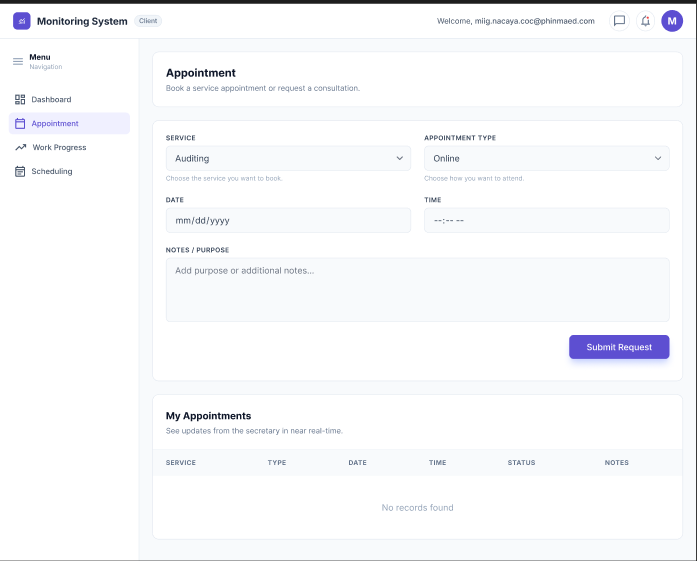 Monitoring System Client
Welcome, miig.nacaya.coc@phinmaed.com M
Menu
Navigation
Dashboard
Appointment
Work Progress
Scheduling
Appointment
Book a service appointment or request a consultation.
SERVICE APPOINTMENT TYPE
Auditing Online
Choose the service you want to book. Choose how you want to attend.
DATE TIME
mm/dd/yyyy --:-- --
NOTES / PURPOSE
Add purpose or additional notes...
Submit Request
My Appointments
See updates from the secretary in near real-time.
SERVICE TYPE DATE TIME STATUS NOTES
No records found